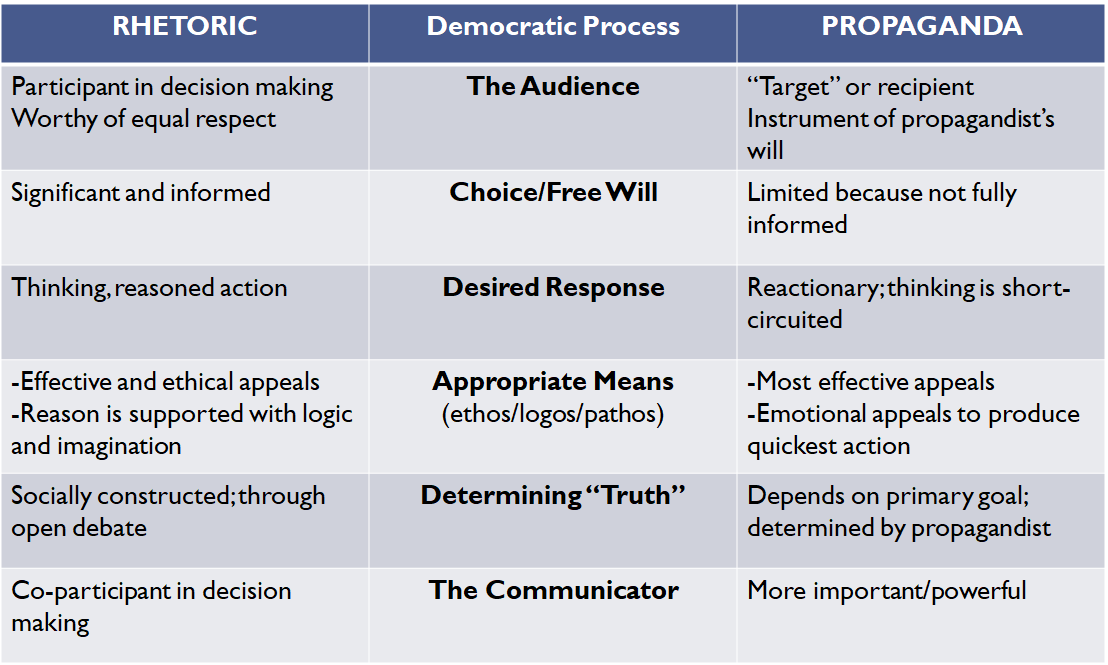 RHETORIC
Democratic Process
PROPAGANDA
Participant in decision making
Worthy of equal respect
The Audience
“Target” or recipient
Instrument of propagandist’s
will
Significant and informed
Choice/Free Will
Limited because not fully
informed
Thinking, reasoned action
Desired Response
Reactionary; thinking is short-
circuited
-Effective and ethical appeals
-Reason is supported with logic
and imagination
Appropriate Means
(ethos/logos/pathos)
-Most effective appeals
-Emotional appeals to produce
quickest action
Socially constructed; through
open debate
Determining “Truth”
Depends on primary goal;
determined by propagandist
Co-participant in decision
making
The Communicator
More important/powerful